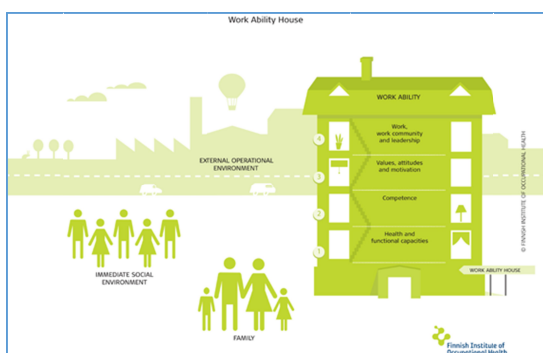 Work Ability House
WORK ABILITY
4
Work,
work community
and leadership
EXTERNAL OPERATIONAL
ENVIRONMENT
3
Values, attitudes
and motivation
2
Competence
1
Health and
functional capacities
© FINNISH INSTITUTE OF OCCUPATIONAL HEALTH
WORK ABILITY HOUSE
IMMEDIATE SOCIAL
ENVIRONMENT
FAMILY
Finnish Institute of
Occupational Health